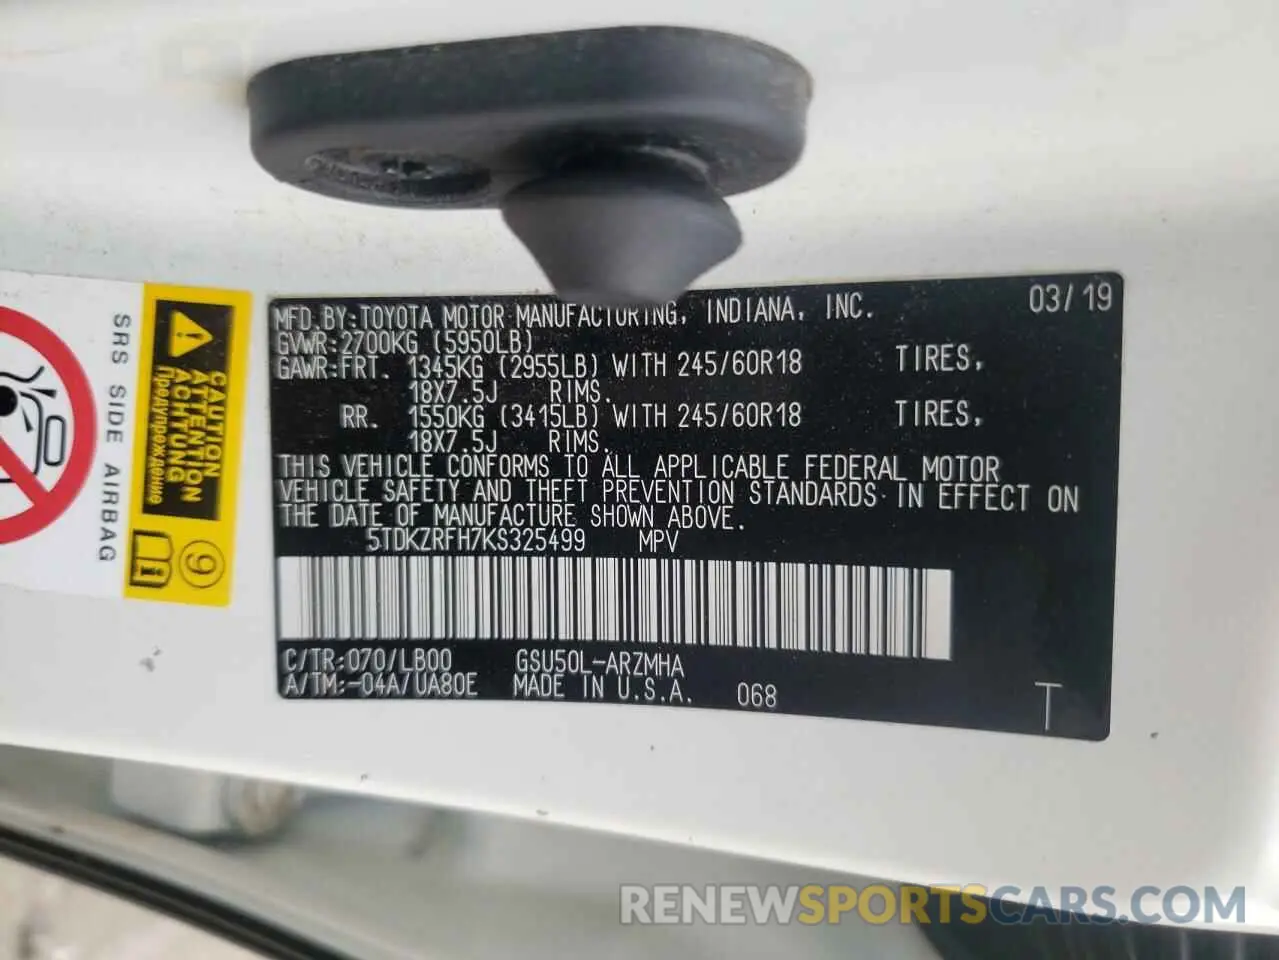 MFD. BY: TOYOTA MOTOR MANUFACTURING, INDIANA, INC. 03/19
GVWR: 2700KG (5950LB)
GAWR: FRT. 1345KG (2955LB) WITH 245/60R18 TIRES,
18X7.5J RIMS.
RR. 1550KG (3415LB) WITH 245/60R18 TIRES,
18X7.5J RIMS.
THIS VEHICLE CONFORMS TO ALL APPLICABLE FEDERAL MOTOR
VEHICLE SAFETY AND THEFT PREVENTION STANDARDS IN EFFECT ON
THE DATE OF MANUFACTURE SHOWN ABOVE.
5TDKZRFH7KS325499 MPV
C/TR: 070/LB00 GSU50L-ARZMHA
A/TM: -04A/UA80E MADE IN U.S.A. 068 T
CAUTION
ATTENTION
ACHTUNG
Предупреждение
9
SRS SIDE AIRBAG
RENEWSPORTSCARS.COM